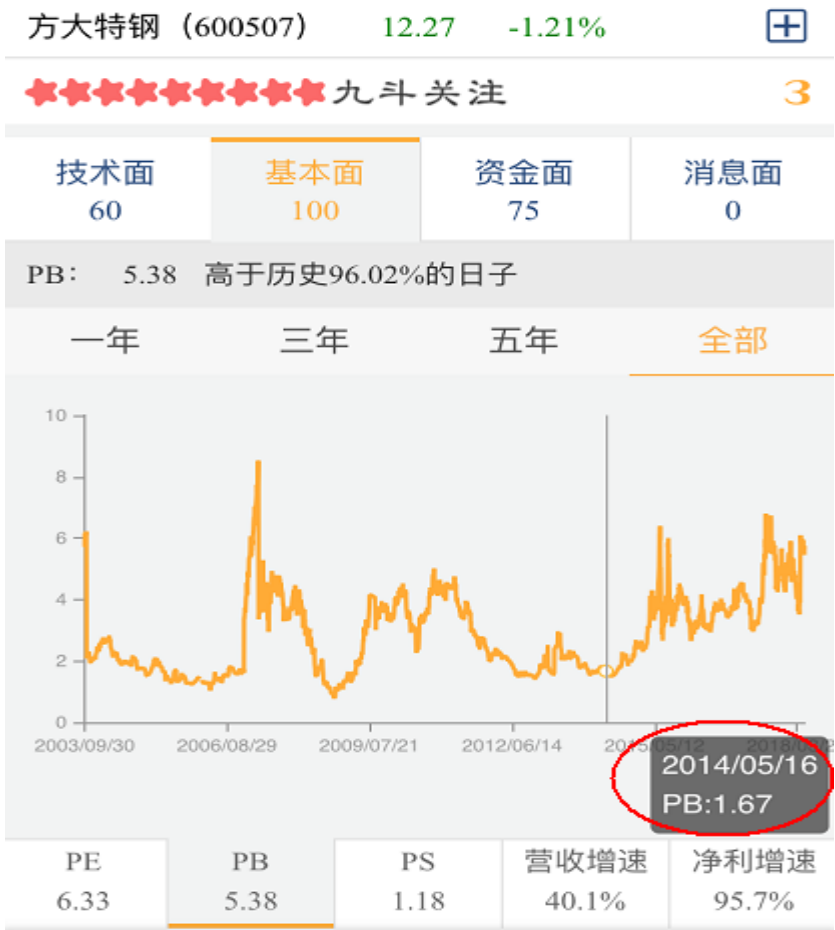 方大特钢（600507） 12.27 -1.21%
九斗关注 3
技术面 基本面 资金面 消息面
60 100 75 0
PB： 5.38 高于历史96.02%的日子
一年 三年 五年 全部
10
8
6
4
2
0
2003/09/30 2006/08/29 2009/07/21 2012/06/14
2014/05/16
PB:1.67
PE PB PS 营收增速 净利增速
6.33 5.38 1.18 40.1% 95.7%